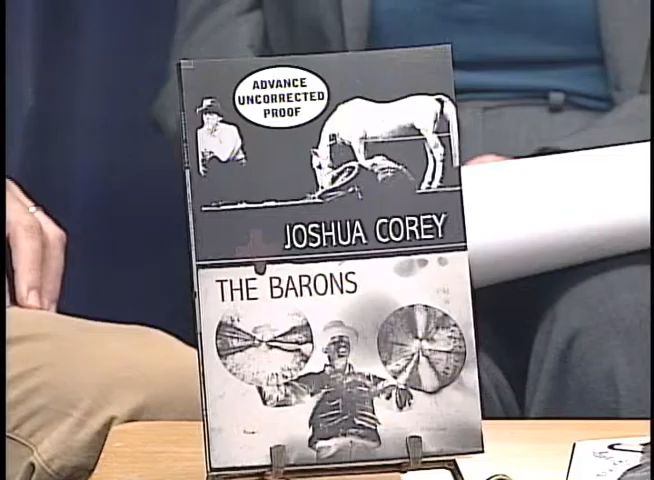 ADVANCE
UNCORRECTED
PROOF
JOSHUA COREY
THE BARONS